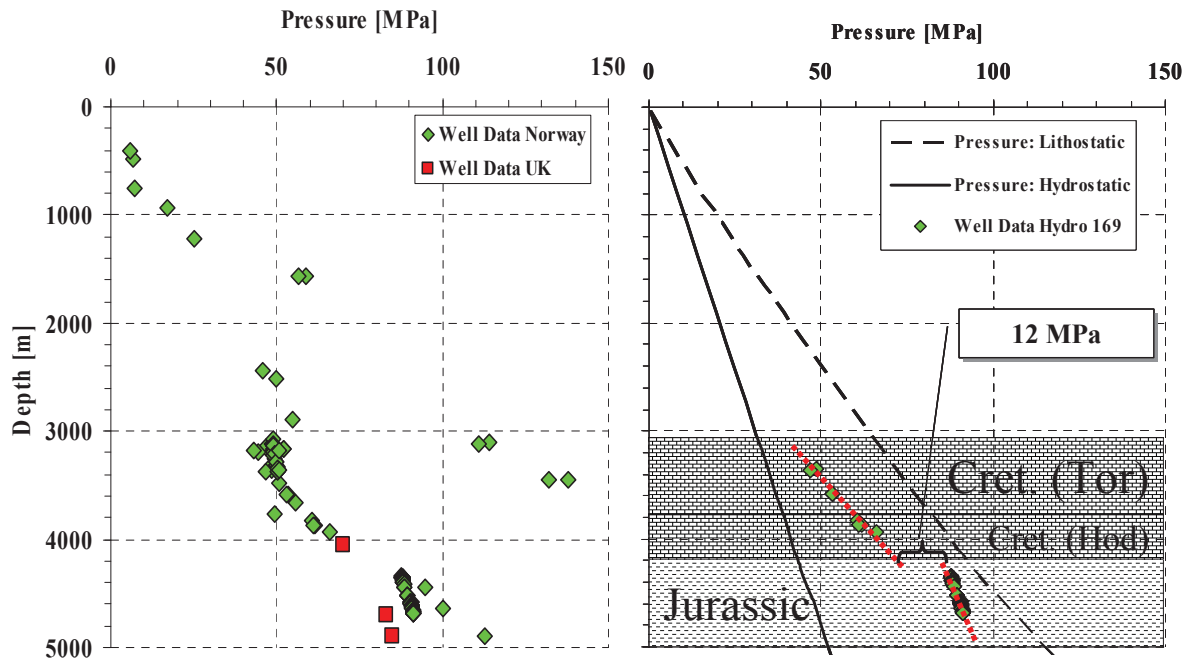 Pressure [MPa]
0 50 100 150
0
1000
2000
3000
4000
5000
Depth [m]
Well Data Norway
Well Data UK
Pressure [MPa]
0 50 100 150
Pressure: Lithostatic
Pressure: Hydrostatic
Well Data Hydro 169
12 MPa
Cret. (Tor)
Cret. (Hod)
Jurassic